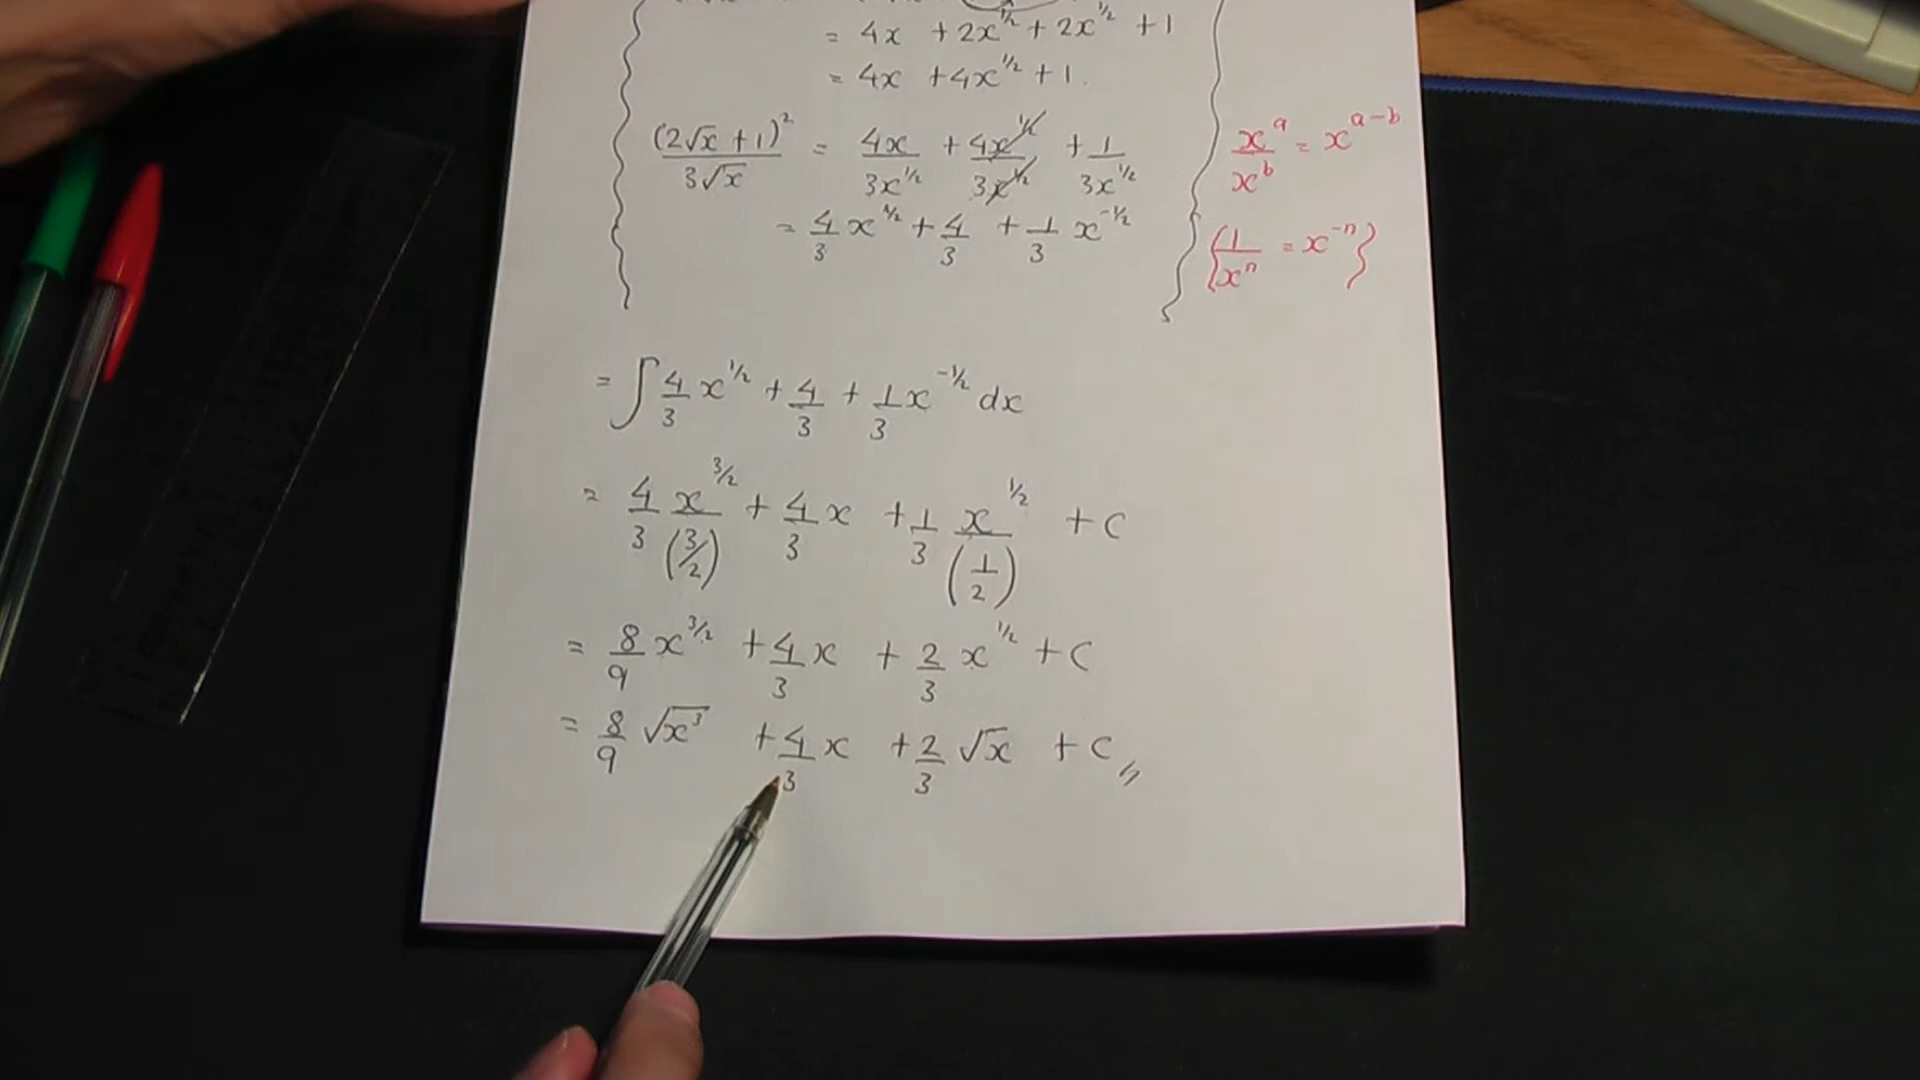 = 4x + 2x^{1/2} + 2x^{1/2} + 1
= 4x + 4x^{1/2} + 1.
(2√x + 1)^2 / 3√x = 4x / 3x^{1/2} + 4x^{1/2} / 3x^{1/2} + 1 / 3x^{1/2}
= 4/3 x^{1/2} + 4/3 + 1/3 x^{-1/2}
x^a / x^b = x^{a-b}
{1 / x^n = x^{-n}}
= ∫ 4/3 x^{1/2} + 4/3 + 1/3 x^{-1/2} dx
= 4/3 x^{3/2} / (3/2) + 4/3 x + 1/3 x^{1/2} / (1/2) + C
= 8/9 x^{3/2} + 4/3 x + 2/3 x^{1/2} + C
= 8/9 √x^3 + 4/3 x + 2/3 √x + C //